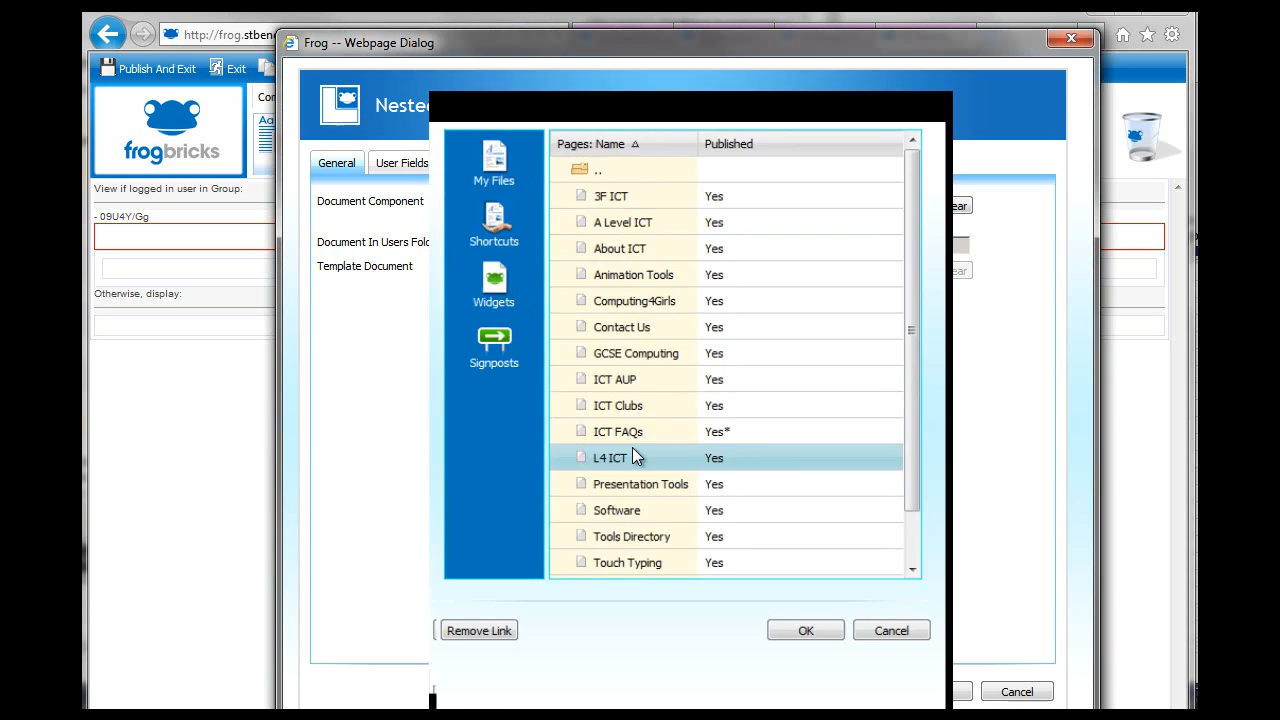 http://frog.stben
Frog -- Webpage Dialog
Publish And Exit
Exit
frogbricks
Aa
Nested
General
User Fields
View if logged in user in Group:
- 09U4Y/Gg
Otherwise, display:
Document Component
Document In Users Fold
Template Document
My Files
Shortcuts
Widgets
Signposts
Pages: Name
Published
..
3F ICT Yes
A Level ICT Yes
About ICT Yes
Animation Tools Yes
Computing4Girls Yes
Contact Us Yes
GCSE Computing Yes
ICT AUP Yes
ICT Clubs Yes
ICT FAQs Yes*
L4 ICT Yes
Presentation Tools Yes
Software Yes
Tools Directory Yes
Touch Typing Yes
Remove Link
OK
Cancel
Cancel